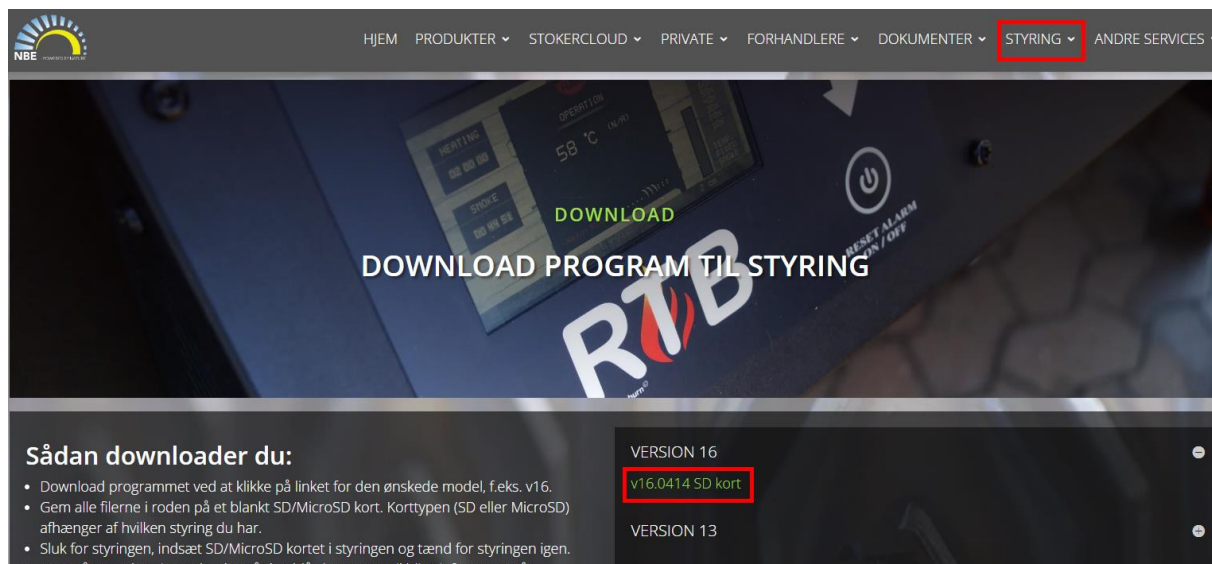 NBE
HJEM PRODUKTER STOKERCLOUD PRIVATE FORHANDLERE DOKUMENTER STYRING ANDRE SERVICES
OPERATION
HEATING
02 00 00
58 °C (N/A)
SMOKE
DOWNLOAD
RESET ALARM
ON / OFF
DOWNLOAD PROGRAM TIL STYRING
RTB
Sådan downloader du:
• Download programmet ved at klikke på linket for den ønskede model, f.eks. v16.
• Gem alle filerne i roden på et blankt SD/MicroSD kort. Korttypen (SD eller MicroSD)
afhænger af hvilken styring du har.
• Sluk for styringen, indsæt SD/MicroSD kortet i styringen og tænd for styringen igen.
VERSION 16
v16.0414 SD kort
VERSION 13